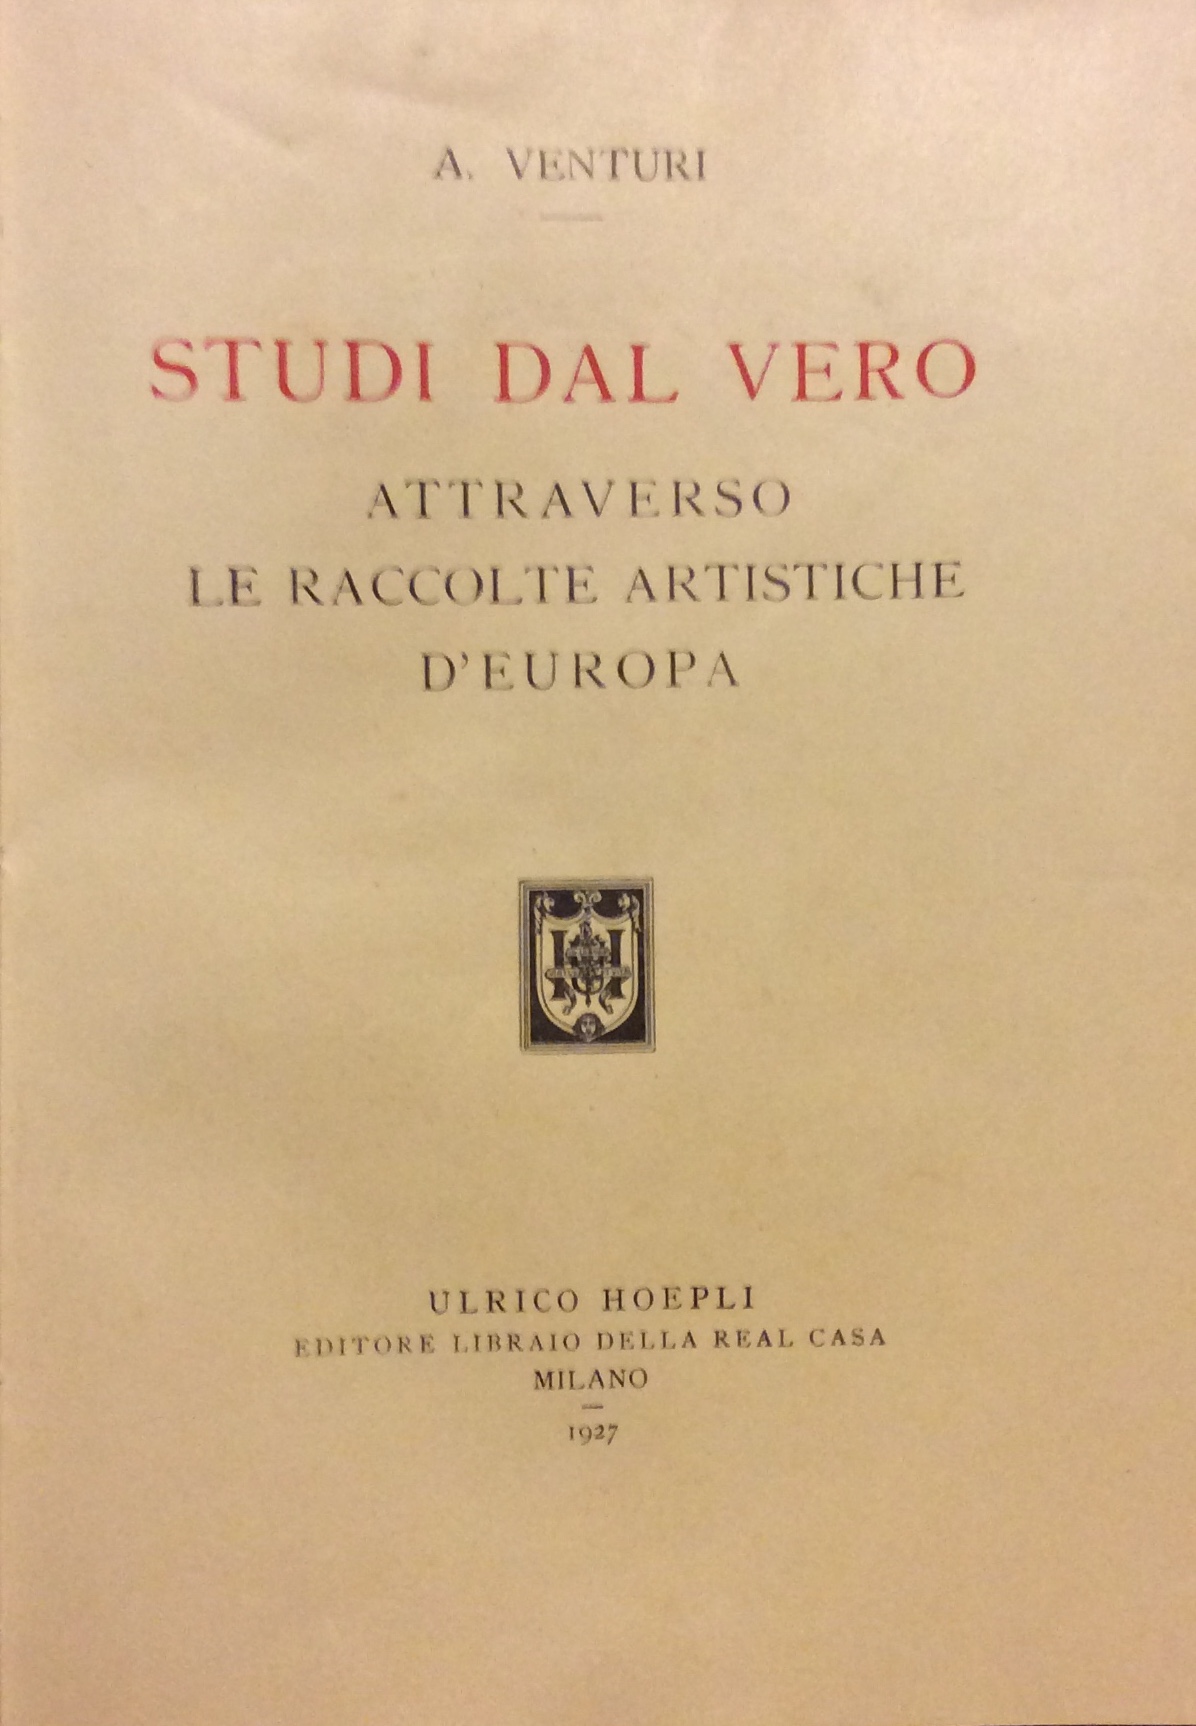 A. VENTURI
STUDI DAL VERO
ATTRAVERSO
LE RACCOLTE ARTISTICHE
D'EUROPA
ULRICO HOEPLI
EDITORE LIBRAIO DELLA REAL CASA
MILANO
1927